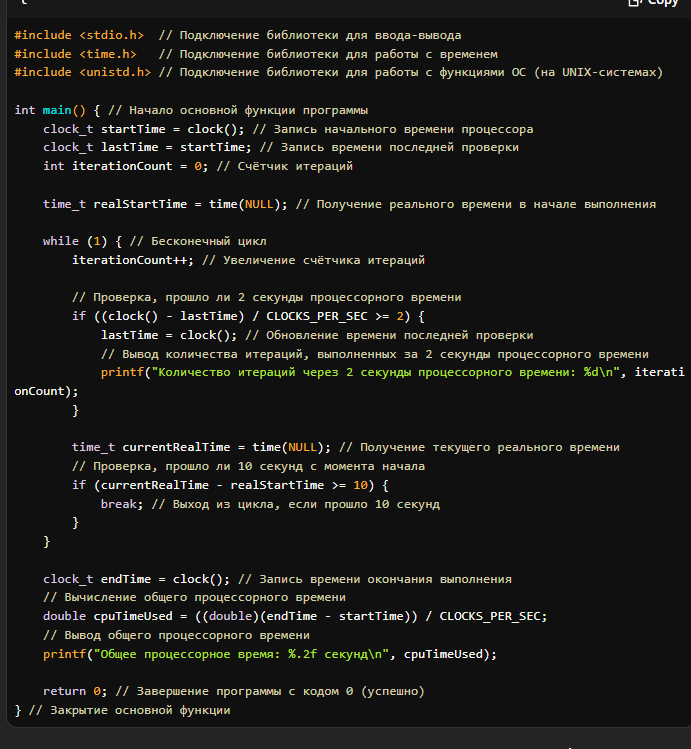 Copy
#include <stdio.h>  // Подключение библиотеки для ввода-вывода
#include <time.h>   // Подключение библиотеки для работы с временем
#include <unistd.h> // Подключение библиотеки для работы с функциями ОС (на UNIX-системах)
int main() { // Начало основной функции программы
    clock_t startTime = clock(); // Запись начального времени процессора
    clock_t lastTime = startTime; // Запись времени последней проверки
    int iterationCount = 0; // Счётчик итераций
    time_t realStartTime = time(NULL); // Получение реального времени в начале выполнения
    while (1) { // Бесконечный цикл
        iterationCount++; // Увеличение счётчика итераций
        // Проверка, прошло ли 2 секунды процессорного времени
        if ((clock() - lastTime) / CLOCKS_PER_SEC >= 2) {
            lastTime = clock(); // Обновление времени последней проверки
            // Вывод количества итераций, выполненных за 2 секунды процессорного времени
            printf("Количество итераций через 2 секунды процессорного времени: %d\n", iterati
onCount);
        }
        time_t currentRealTime = time(NULL); // Получение текущего реального времени
        // Проверка, прошло ли 10 секунд с момента начала
        if (currentRealTime - realStartTime >= 10) {
            break; // Выход из цикла, если прошло 10 секунд
        }
    }
    clock_t endTime = clock(); // Запись времени окончания выполнения
    // Вычисление общего процессорного времени
    double cpuTimeUsed = ((double)(endTime - startTime)) / CLOCKS_PER_SEC;
    // Вывод общего процессорного времени
    printf("Общее процессорное время: %.2f секунд\n", cpuTimeUsed);
    return 0; // Завершение программы с кодом 0 (успешно)
} // Закрытие основной функции